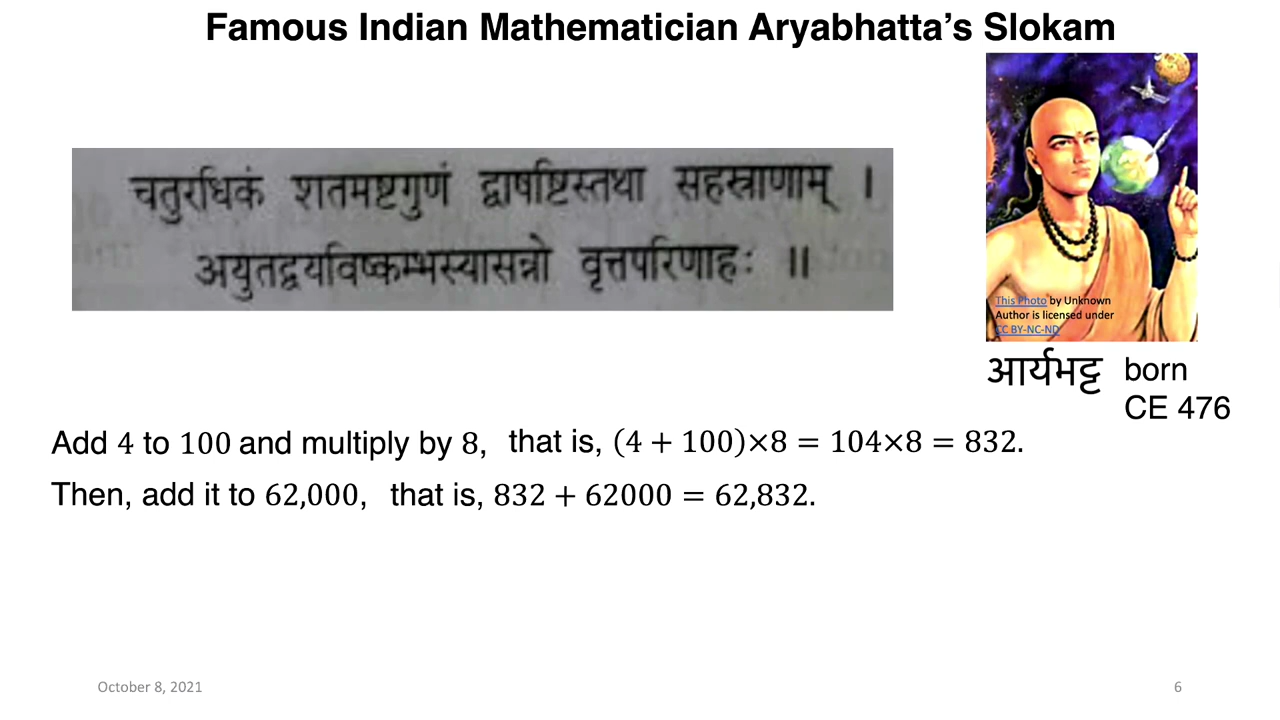 Famous Indian Mathematician Aryabhatta’s Slokam
चतुरधिकं शतमष्टगुणं द्वाषष्टिस्तथा सहस्राणाम् ।
अयुतद्वयविष्कम्भस्यासन्नो वृत्तपरिणाहः ॥
This Photo by Unknown
Author is licensed under
CC BY-NC-ND
आर्यभट्ट born
CE 476
Add 4 to 100 and multiply by 8, that is, (4 + 100)×8 = 104×8 = 832.
Then, add it to 62,000, that is, 832 + 62000 = 62,832.
October 8, 2021
6